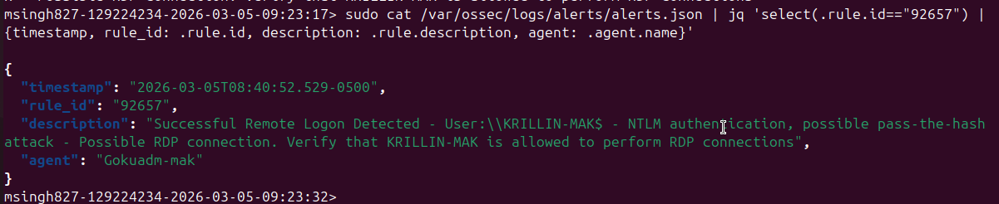 msingh827-129224234-2026-03-05-09:23:17> sudo cat /var/ossec/logs/alerts/alerts.json | jq 'select(.rule.id=="92657") |
{timestamp, rule_id: .rule.id, description: .rule.description, agent: .agent.name}'
{
"timestamp": "2026-03-05T08:40:52.529-0500",
"rule_id": "92657",
"description": "Successful Remote Logon Detected - User:\\KRILLIN-MAK$ - NTLM authentication, possible pass-the-hash
attack - Possible RDP connection. Verify that KRILLIN-MAK is allowed to perform RDP connections",
"agent": "Gokuadm-mak"
}
msingh827-129224234-2026-03-05-09:23:32>